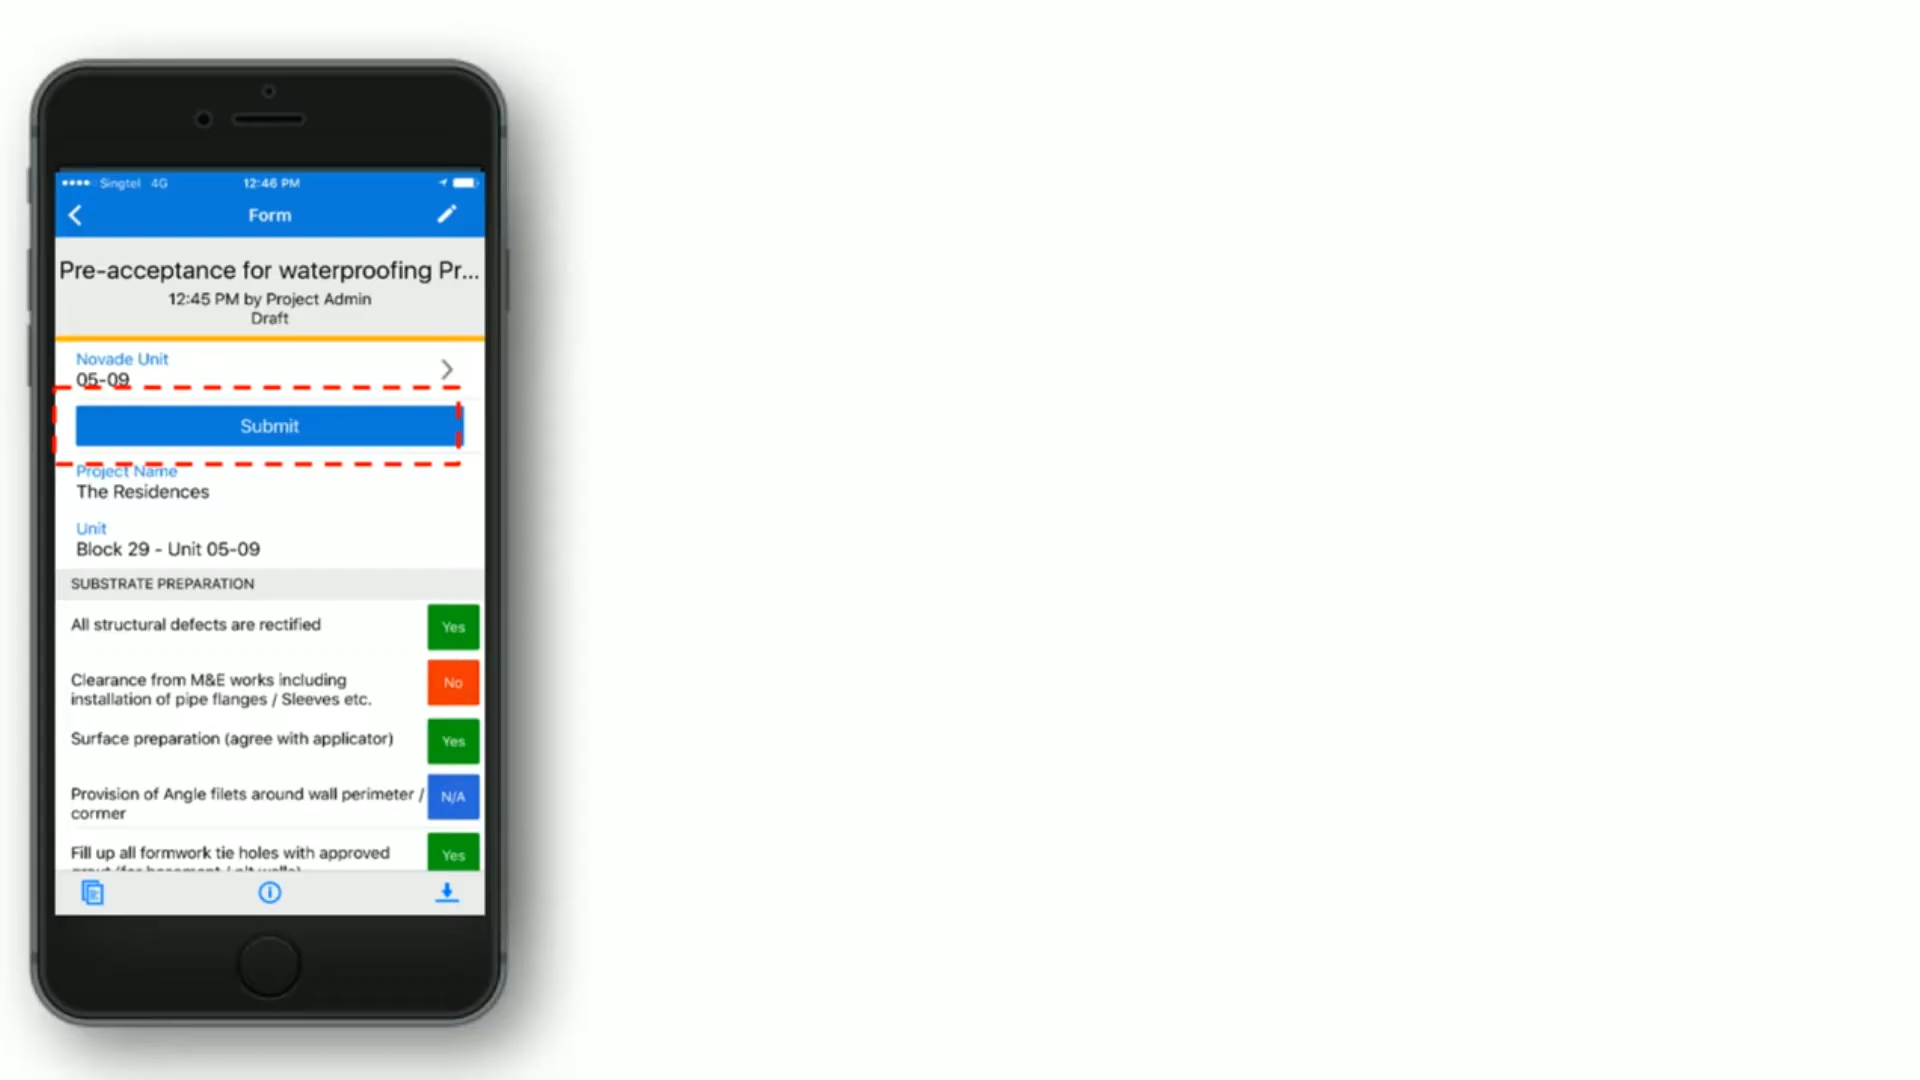 Singtel 4G 12:46 PM
Form
Pre-acceptance for waterproofing Pr...
12:45 PM by Project Admin
Draft
Novade Unit
05-09
Submit
Project Name
The Residences
Unit
Block 29 - Unit 05-09
SUBSTRATE PREPARATION
All structural defects are rectified
Yes
Clearance from M&E works including
installation of pipe flanges / Sleeves etc.
No
Surface preparation (agree with applicator)
Yes
Provision of Angle filets around wall perimeter /
cormer
N/A
Fill up all formwork tie holes with approved
Yes